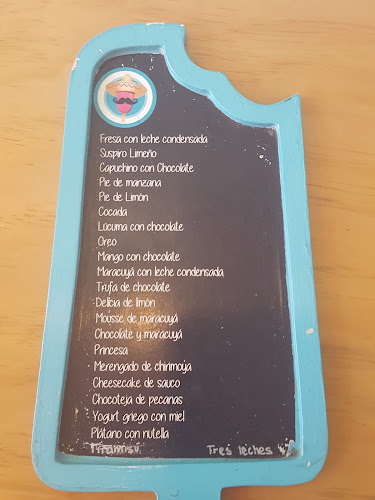 Fresa con leche condensada
Suspiro Limeño
Capuchino con Chocolate
Pie de manzana
Pie de Limón
Cocada
Lúcuma con chocolate
Oreo
Mango con chocolate
Maracuyá con leche condensada
Trufa de chocolate
Delicia de limón
Mousse de maracuyá
Chocolate y maracuyá
Princesa
Merengado de chirimoya
Cheesecake de sauco
Chocoteja de pecanas
Yogurt griego con miel
Plátano con nutella
Tiramisú Tres leches